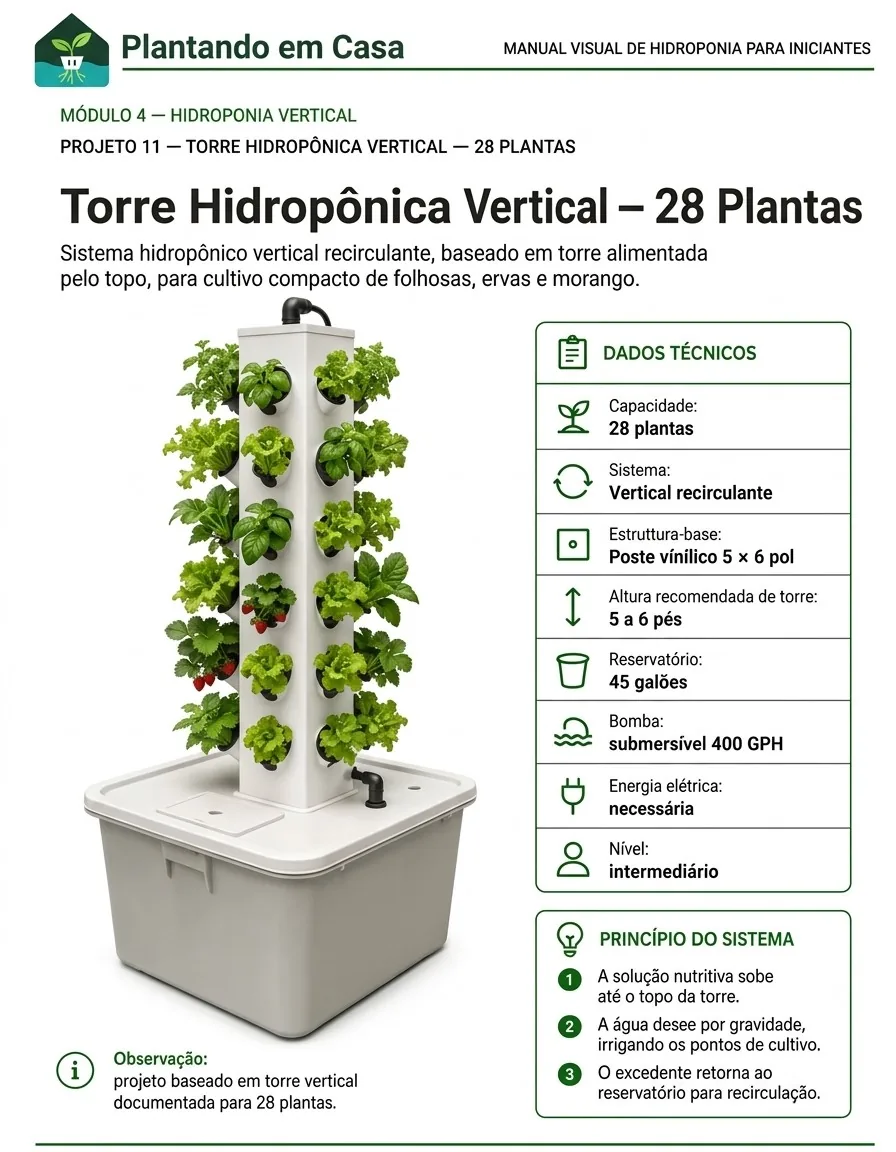 Plantando em Casa
MANUAL VISUAL DE HIDROPONIA PARA INICIANTES
MÓDULO 4 — HIDROPONIA VERTICAL
PROJETO 11 — TORRE HIDROPÔNICA VERTICAL — 28 PLANTAS
Torre Hidropônica Vertical – 28 Plantas
Sistema hidropônico vertical recirculante, baseado em torre alimentada
pelo topo, para cultivo compacto de folhosas, ervas e morango.
DADOS TÉCNICOS
Capacidade:
28 plantas
Sistema:
Vertical recirculante
Estruttura-base:
Poste vínílico 5 × 6 pol
Altura recomendada de torre:
5 a 6 pés
Reservatório:
45 galões
Bomba:
submersível 400 GPH
Energia elétrica:
necessária
Nível:
intermediário
PRINCÍPIO DO SISTEMA
1 A solução nutritiva sobe
até o topo da torre.
2 A água desee por gravidade,
irrigando os pontos de cultivo.
3 O excedente retorna ao
reservatório para recirculação.
i
Observação:
projeto baseado em torre vertical
documentada para 28 plantas.